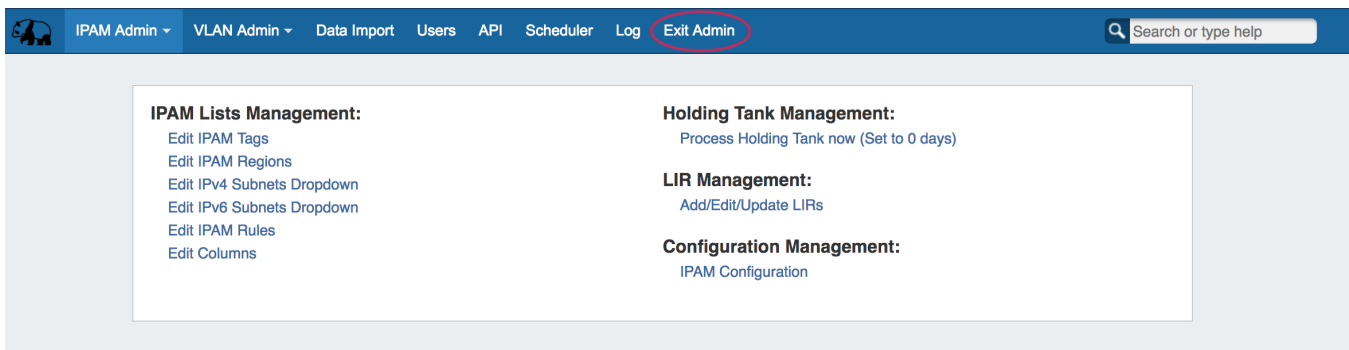 IPAM Admin VLAN Admin Data Import Users API Scheduler Log Exit Admin Search or type help
IPAM Lists Management:
Edit IPAM Tags
Edit IPAM Regions
Edit IPv4 Subnets Dropdown
Edit IPv6 Subnets Dropdown
Edit IPAM Rules
Edit Columns
Holding Tank Management:
Process Holding Tank now (Set to 0 days)
LIR Management:
Add/Edit/Update LIRs
Configuration Management:
IPAM Configuration